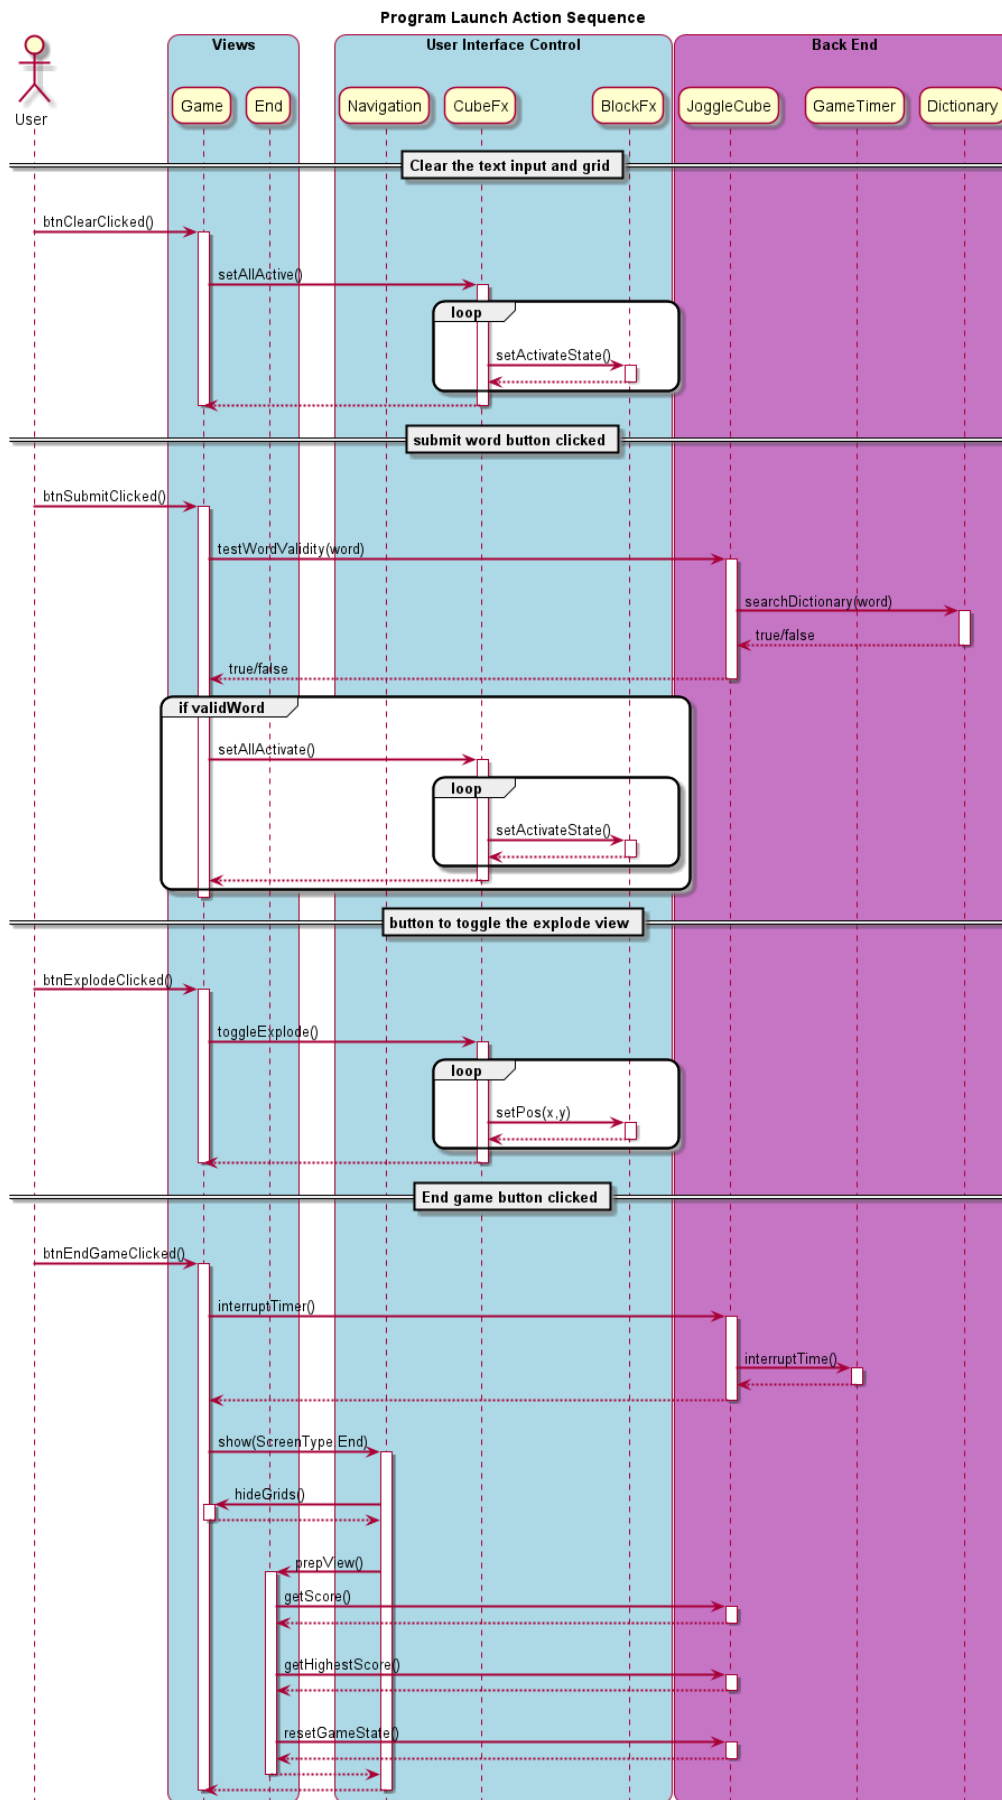 Program Launch Action Sequence
Views
User Interface Control
Back End
User
Game
End
Navigation
CubeFx
BlockFx
JoggleCube
GameTimer
Dictionary
Clear the text input and grid
btnClearClicked()
setAllActive()
loop
setActivateState()
submit word button clicked
btnSubmitClicked()
testWordValidity(word)
searchDictionary(word)
true/false
true/false
if validWord
setAllActivate()
loop
setActivateState()
button to toggle the explode view
btnExplodeClicked()
toggleExplode()
loop
setPos(x,y)
End game button clicked
btnEndGameClicked()
interruptTimer()
interruptTime()
show(ScreenType End)
hideGrids()
prepView()
getScore()
getHighestScore()
resetGameState()